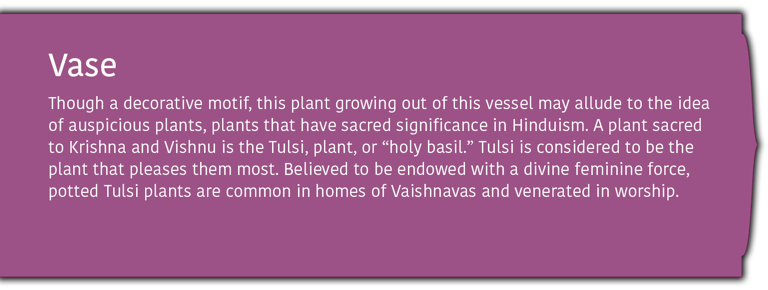 Vase
Though a decorative motif, this plant growing out of this vessel may allude to the idea
of auspicious plants, plants that have sacred significance in Hinduism. A plant sacred
to Krishna and Vishnu is the Tulsi, plant, or “holy basil.” Tulsi is considered to be the
plant that pleases them most. Believed to be endowed with a divine feminine force,
potted Tulsi plants are common in homes of Vaishnavas and venerated in worship.